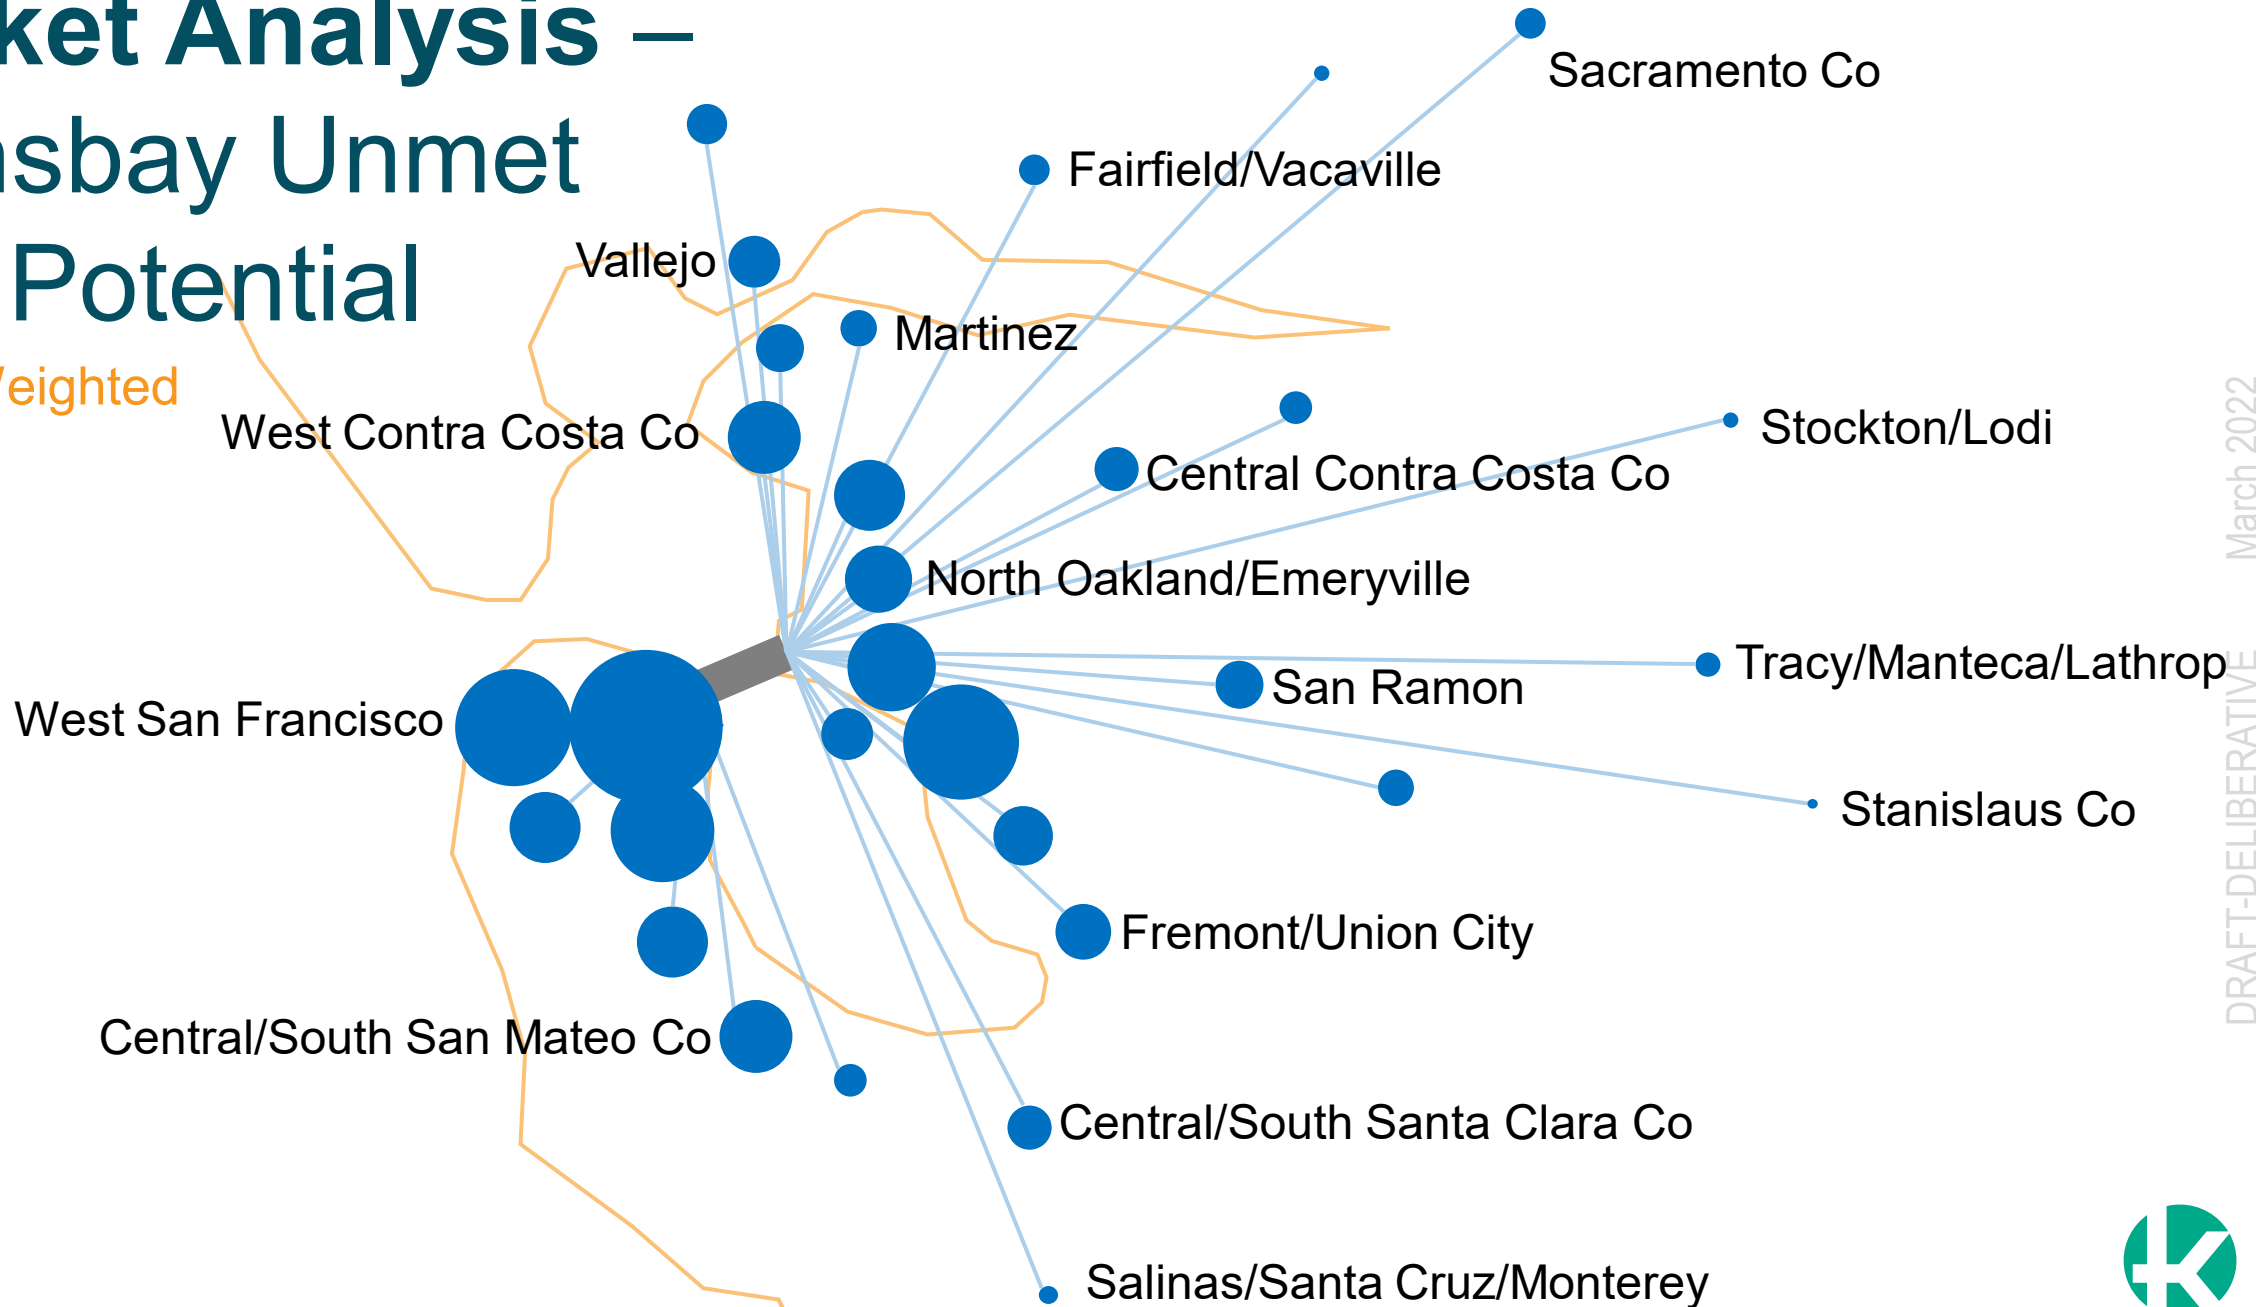 ket Analysis –
nsbay Unmet
Potential
Weighted
Sacramento Co
Fairfield/Vacaville
Vallejo
Martinez
West Contra Costa Co
Stockton/Lodi
Central Contra Costa Co
North Oakland/Emeryville
Tracy/Manteca/Lathrop
San Ramon
West San Francisco
Stanislaus Co
Fremont/Union City
Central/South San Mateo Co
Central/South Santa Clara Co
Salinas/Santa Cruz/Monterey
DRAFT-DELIBERATIVE March 2022